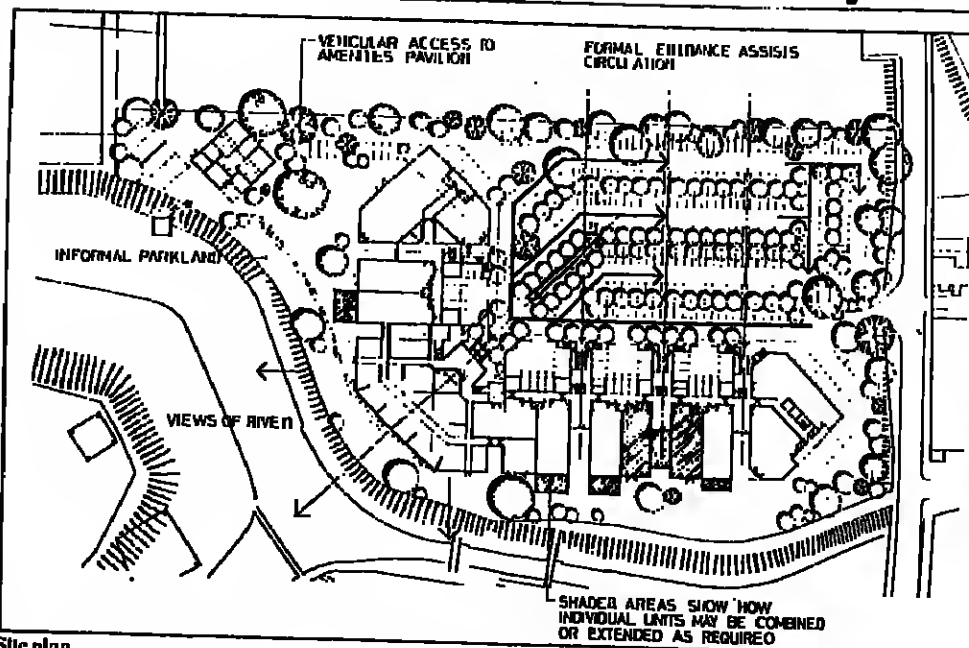 VEHICULAR ACCESS TO
AMENITIES PAVILION
FORMAL ENTRANCE ASSISTS
CIRCULATION
INFORMAL PARKLAND
VIEWS OF RIVER
SHADED AREAS SHOW HOW
INDIVIDUAL UNITS MAY BE COMBINED
OR EXTENDED AS REQUIRED
Site plan